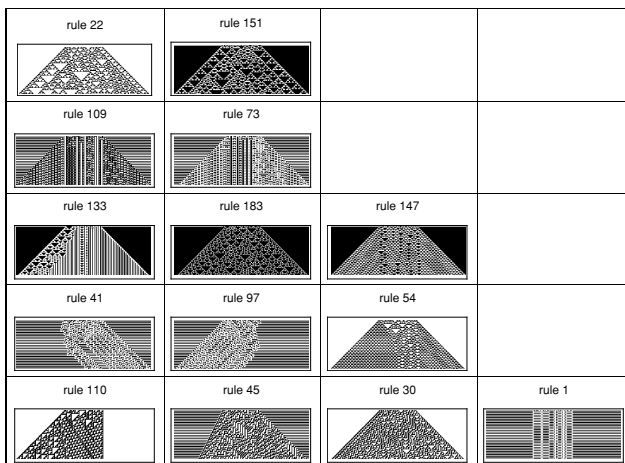 rule 22 rule 151
rule 109 rule 73
rule 133 rule 183 rule 147
rule 41 rule 97 rule 54
rule 110 rule 45 rule 30 rule 1